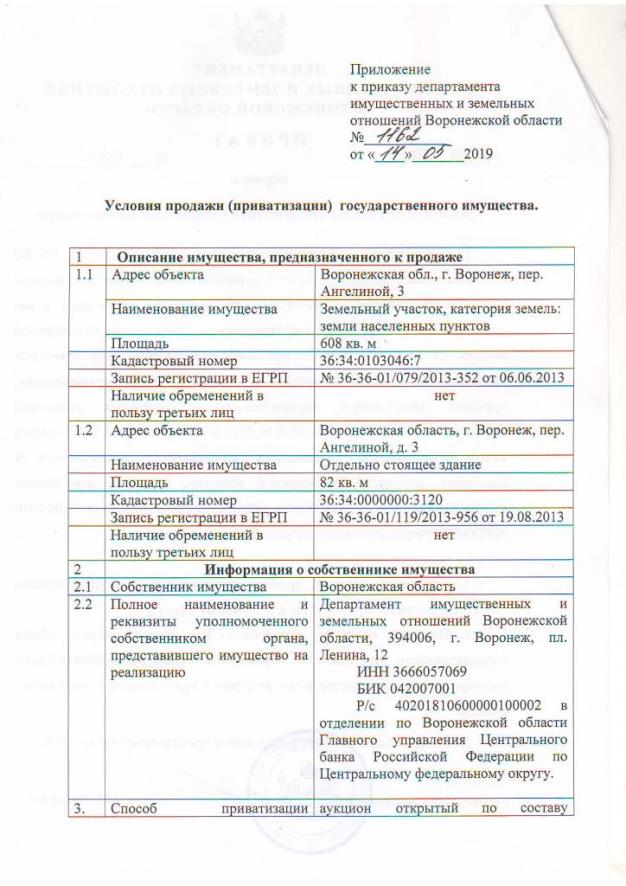 Приложение
к приказу департамента
имущественных и земельных
отношений Воронежской области
№ 1162
от «14» 05 2019
Условия продажи (приватизации) государственного имущества.
1 Описание имущества, предназначенного к продаже
1.1 Адрес объекта Воронежская обл., г. Воронеж, пер.
Ангелиной, 3
Наименование имущества Земельный участок, категория земель:
земли населенных пунктов
Площадь 608 кв. м
Кадастровый номер 36:34:0103046:7
Запись регистрации в ЕГРП № 36-36-01/079/2013-352 от 06.06.2013
Наличие обременений в нет
пользу третьих лиц
1.2 Адрес объекта Воронежская область, г. Воронеж, пер.
Ангелиной, д. 3
Наименование имущества Отдельно стоящее здание
Площадь 82 кв. м
Кадастровый номер 36:34:0000000:3120
Запись регистрации в ЕГРП № 36-36-01/119/2013-956 от 19.08.2013
Наличие обременений в нет
пользу третьих лиц
2 Информация о собственнике имущества
2.1 Собственник имущества Воронежская область
2.2 Полное наименование и Департамент имущественных и
реквизиты уполномоченного земельных отношений Воронежской
собственником органа, области, 394006, г. Воронеж, пл.
представившего имущество на Ленина, 12
реализацию ИНН 3666057069
БИК 042007001
Р/с 40201810600000100002 в
отделении по Воронежской области
Главного управления Центрального
банка Российской Федерации по
Центральному федеральному округу.
3. Способ приватизации аукцион открытый по составу